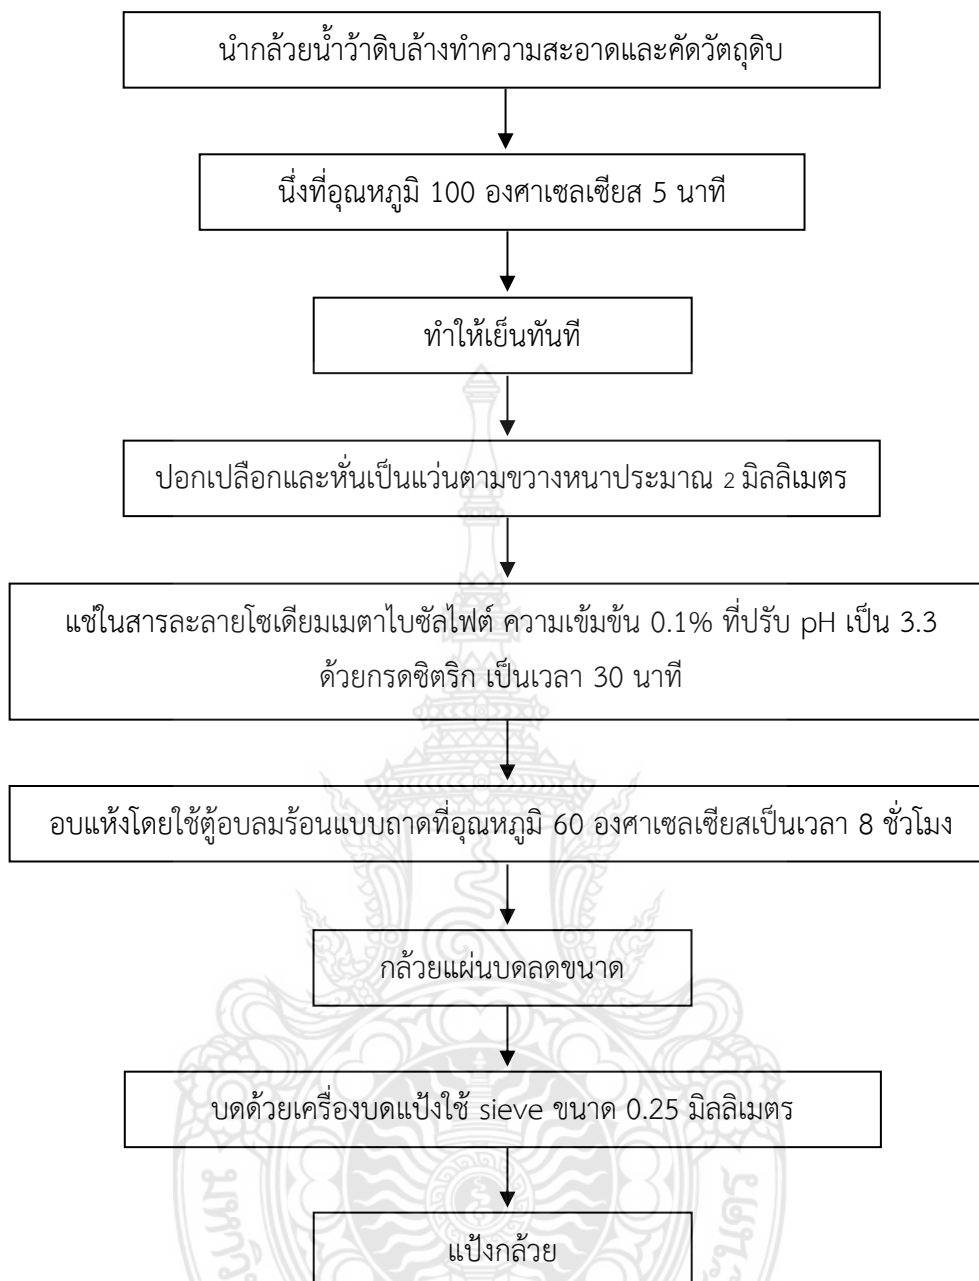 นำกล้วยน้ำว้าดิบล้างทำความสะอาดและคัดวัตถุดิบ
นึ่งที่อุณหภูมิ 100 องศาเซลเซียส 5 นาที
ทำให้เย็นทันที
ปอกเปลือกและหั่นเป็นแว่นตามขวางหนาประมาณ 2 มิลลิเมตร
แช่ในสารละลายโซเดียมเมตาไบซัลไฟต์ ความเข้มข้น 0.1% ที่ปรับ pH เป็น 3.3
ด้วยกรดซิตริก เป็นเวลา 30 นาที
อบแห้งโดยใช้ตู้อบลมร้อนแบบถาดที่อุณหภูมิ 60 องศาเซลเซียสเป็นเวลา 8 ชั่วโมง
กล้วยแผ่นบดลดขนาด
บดด้วยเครื่องบดแป้งใช้ sieve ขนาด 0.25 มิลลิเมตร
แป้งกล้วย